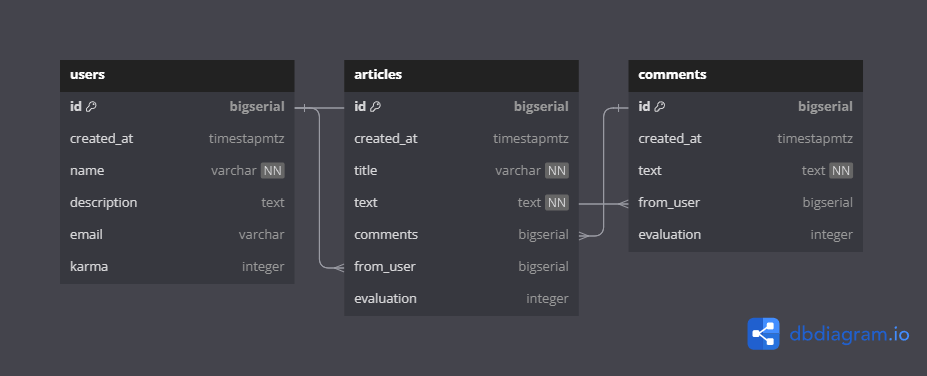 users
id bigserial
created_at timestapmtz
name varchar NN
description text
email varchar
karma integer
articles
id bigserial
created_at timestapmtz
title varchar NN
text text NN
comments bigserial
from_user bigserial
evaluation integer
comments
id bigserial
created_at timestapmtz
text text NN
from_user bigserial
evaluation integer
dbdiagram.io